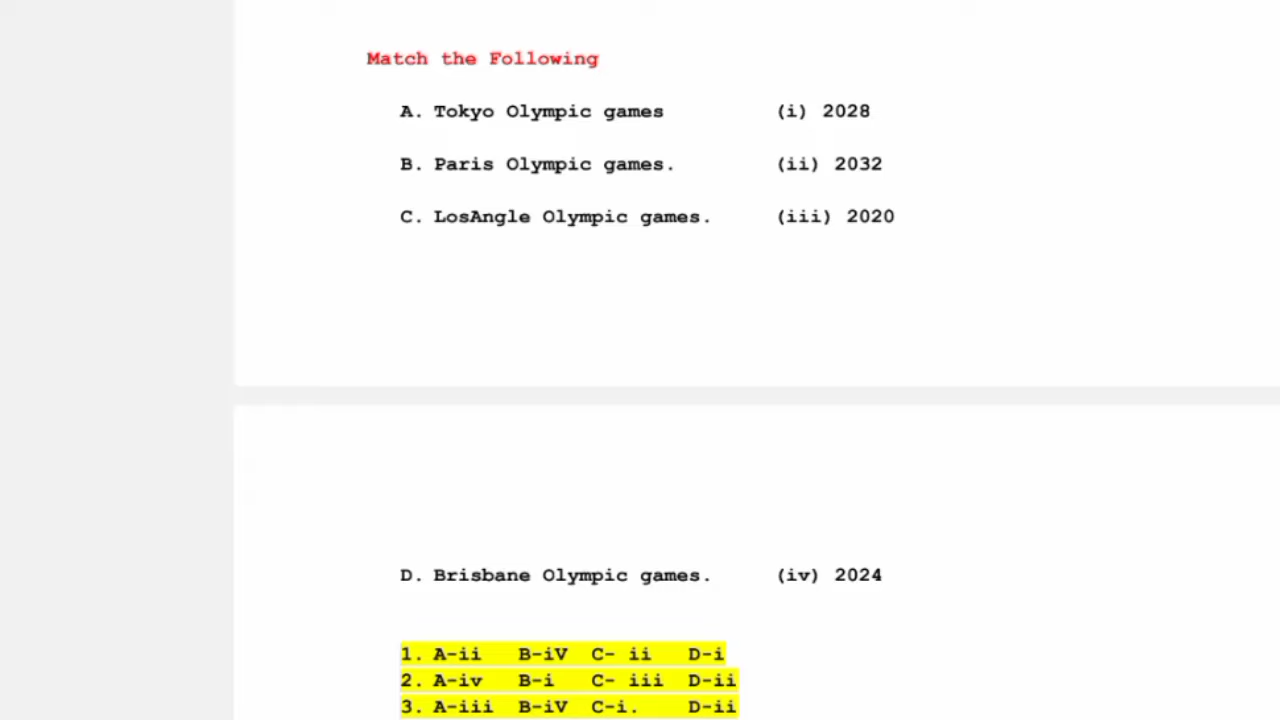 Match the Following
A. Tokyo Olympic games (i) 2028
B. Paris Olympic games. (ii) 2032
C. LosAngle Olympic games. (iii) 2020
D. Brisbane Olympic games. (iv) 2024
1. A-ii B-iV C- ii D-i
2. A-iv B-i C- iii D-ii
3. A-iii B-iV C-i. D-ii